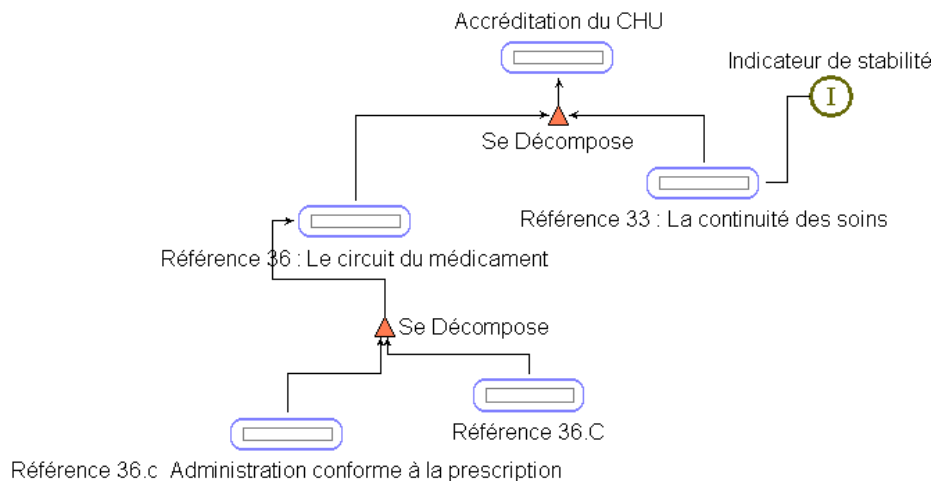 Accréditation du CHU
Indicateur de stabilité
I
Se Décompose
Référence 33 : La continuité des soins
Référence 36 : Le circuit du médicament
Se Décompose
Référence 36.C
Référence 36.c Administration conforme à la prescription